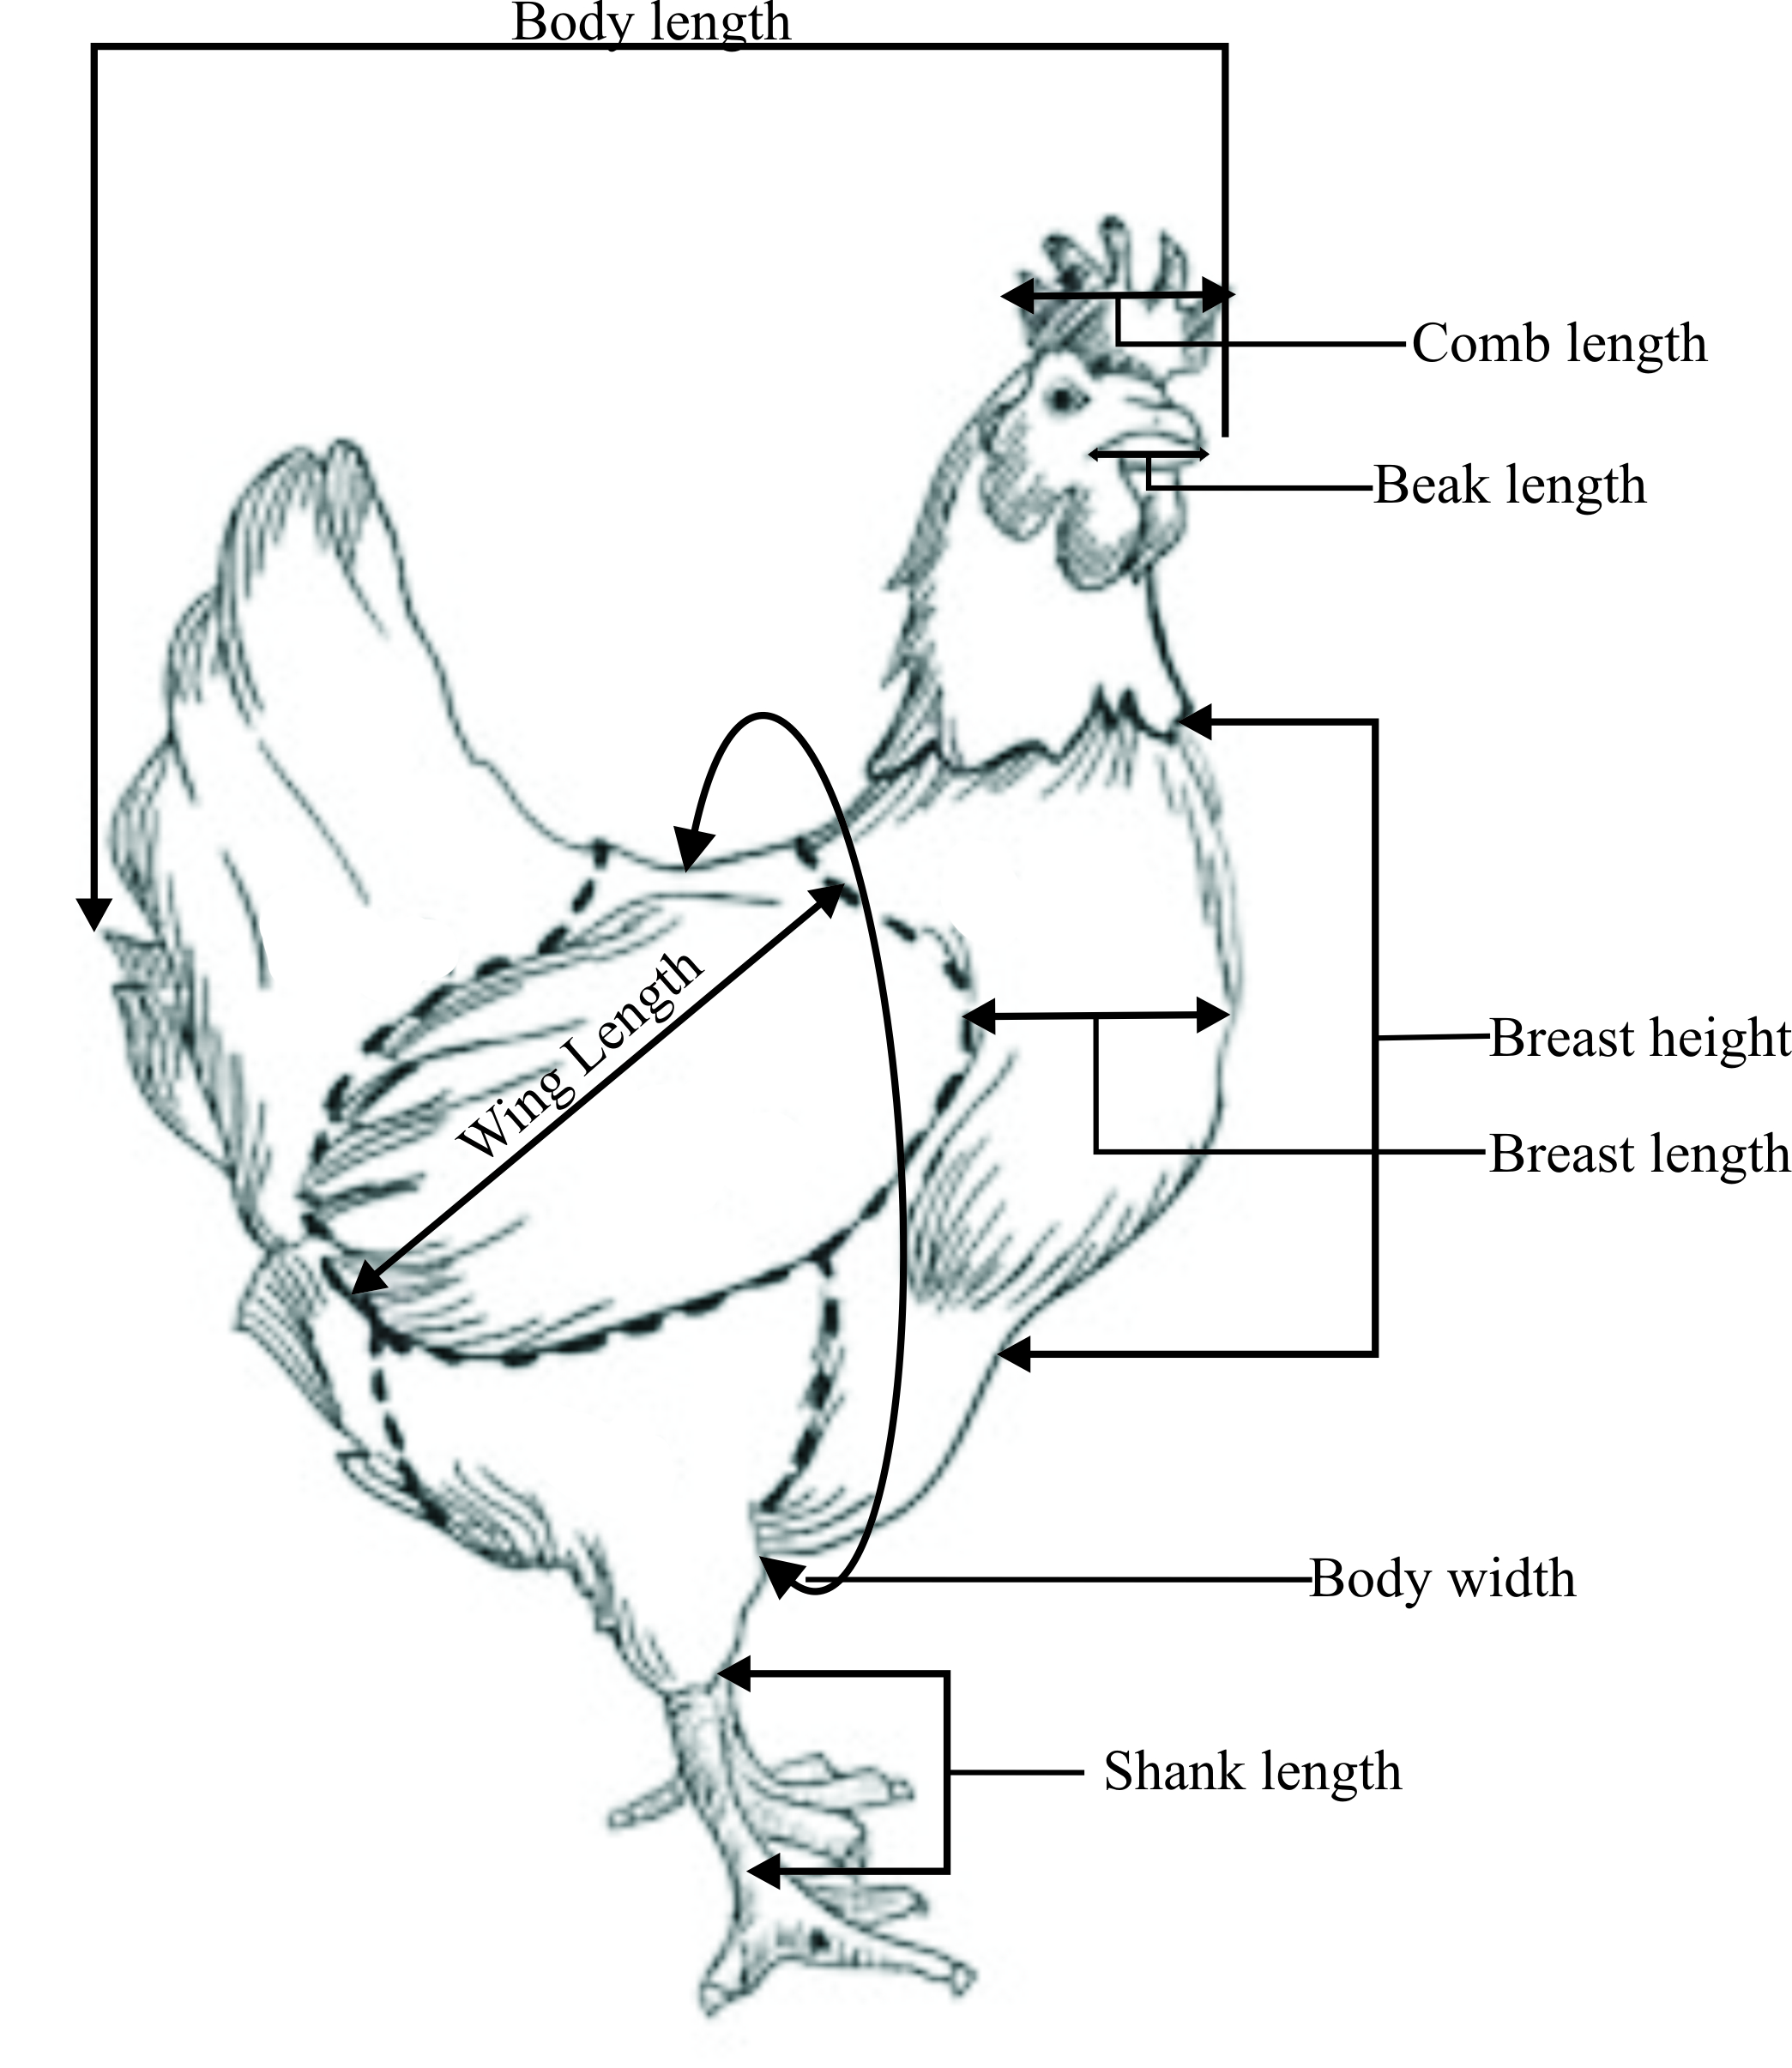 Body length
Comb length
Beak length
Wing Length
Breast height
Breast length
Body width
Shank length